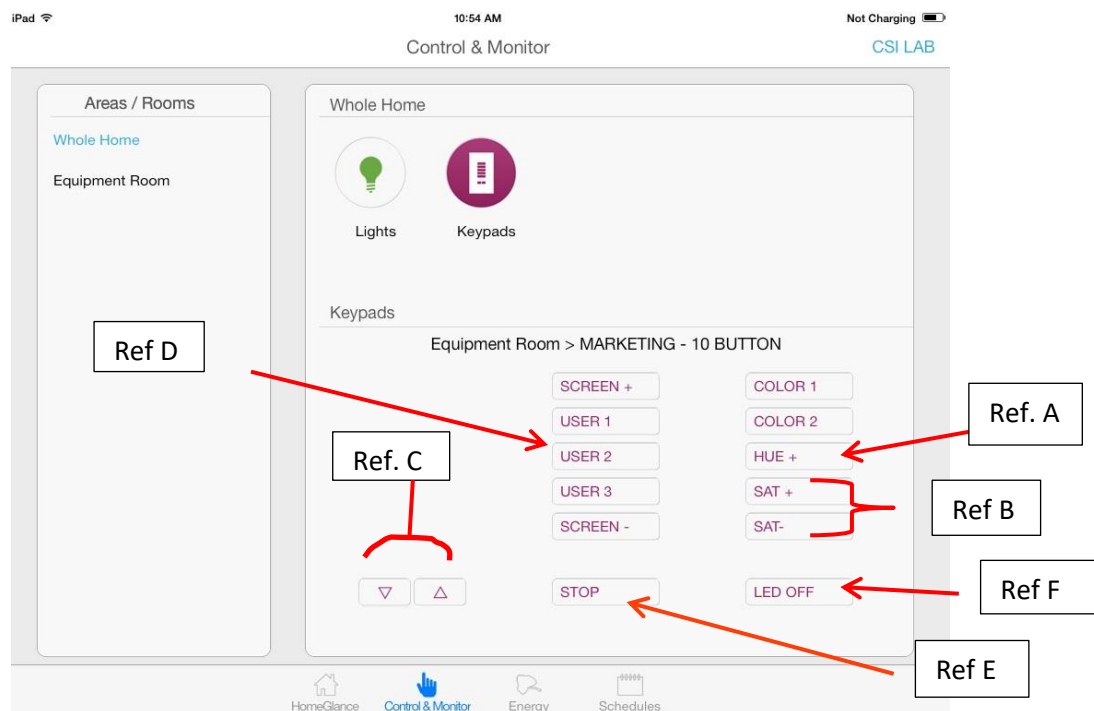 iPad 10:54 AM Not Charging
Control & Monitor CSI LAB
Areas / Rooms
Whole Home
Equipment Room
Whole Home
Lights Keypads
Keypads
Equipment Room > MARKETING - 10 BUTTON
SCREEN + COLOR 1
USER 1 COLOR 2
USER 2 HUE +
USER 3 SAT +
SCREEN - SAT-
STOP LED OFF
Ref D
Ref. C
Ref. A
Ref B
Ref F
Ref E
HomeGlance Control & Monitor Energy Schedules